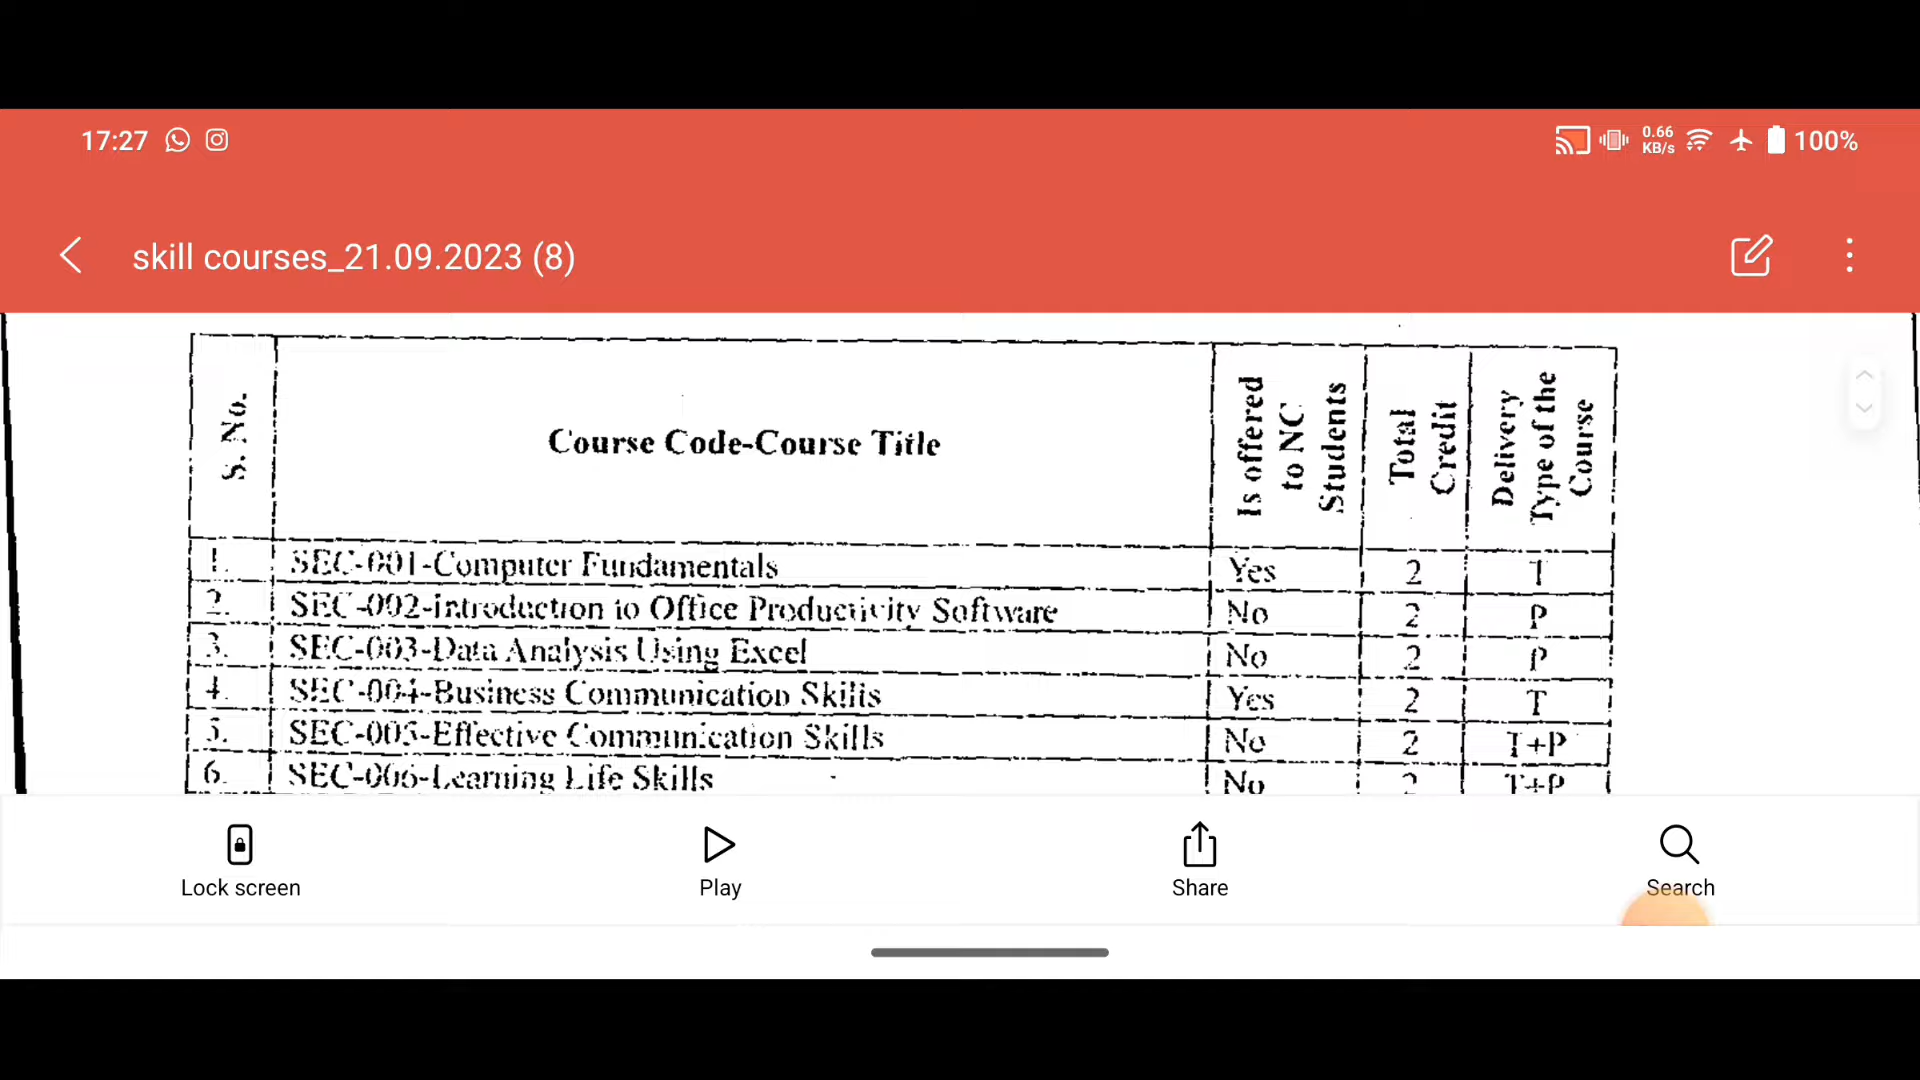 17:27
0.66
KB/s
100%
skill courses_21.09.2023 (8)
S. No.
Course Code-Course Title
Is offered
to NC
Students
Total
Credit
Delivery
Type of the
Course
1. SEC-001-Computer Fundamentals Yes 2 T
2. SEC-002-Introduction to Office Productivity Software No 2 P
3. SEC-003-Data Analysis Using Excel No 2 P
4. SEC-004-Business Communication Skills Yes 2 T
5. SEC-005-Effective Communication Skills No 2 T+P
6. SEC-006-Learning Life Skills No 2 T+P
Lock screen
Play
Share
Search